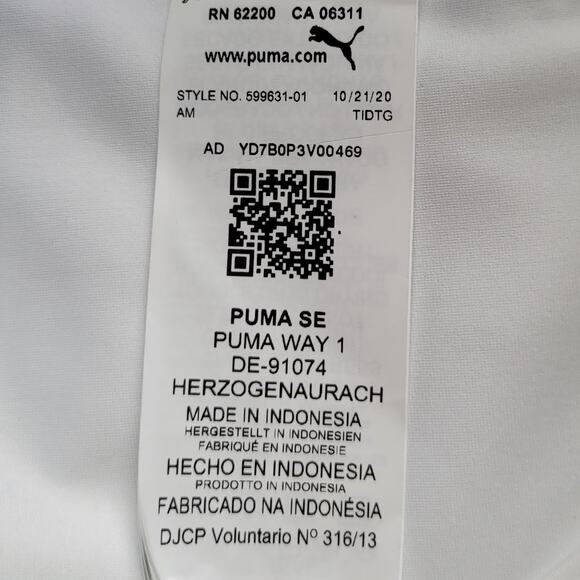 RN 62200 CA 06311
www.puma.com
STYLE NO. 599631-01 10/21/20
AM TIDTG
AD YD7B0P3V00469
PUMA SE
PUMA WAY 1
DE-91074
HERZOGENAURACH
MADE IN INDONESIA
HERGESTELLT IN INDONESIEN
FABRIQUÉ EN INDONESIE
HECHO EN INDONESIA
PRODOTTO IN INDONESIA
FABRICADO NA INDONÉSIA
DJCP Voluntario Nº 316/13